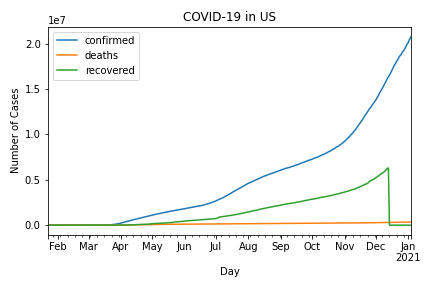 COVID-19 in US
1e7
confirmed
deaths
recovered
2.0
1.5
1.0
0.5
0.0
Number of Cases
Feb Mar Apr May Jun Jul Aug Sep Oct Nov Dec Jan
2021
Day